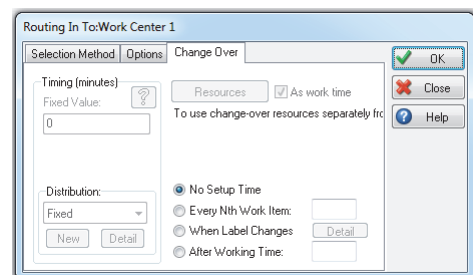 Routing In To:Work Center 1
Selection Method Options Change Over
Timing (minutes)
Fixed Value: ?
0
Distribution:
Fixed
New Detail
Resources As work time
To use change-over resources separately frc
No Setup Time
Every Nth Work Item:
When Label Changes Detail
After Working Time:
OK
Close
? Help